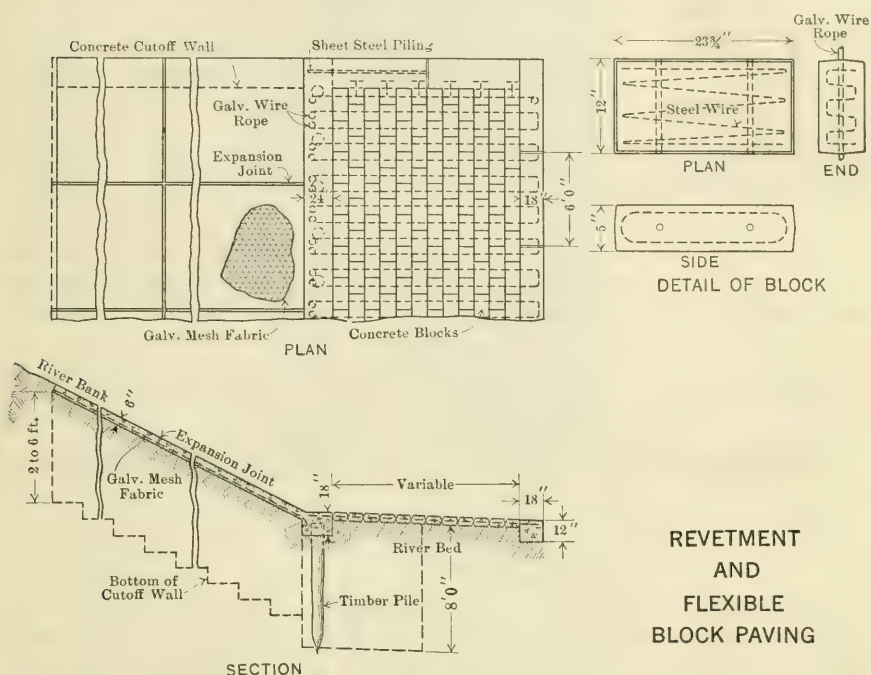 Concrete Cutoff Wall
Sheet Steel Piling
Galv. Wire
Rope
Expansion
Joint
24"
18"
6'0"
Galv. Mesh Fabric
Concrete Blocks
PLAN
23¾"
12"
Steel Wire
PLAN
Galv. Wire
Rope
END
5"
SIDE
DETAIL OF BLOCK
River Bank
6"
2 to 6 ft.
Expansion Joint
Galv. Mesh
Fabric
18"
Variable
18"
12"
River Bed
Bottom of
Cutoff Wall
Timber Pile
8'0"
SECTION
REVETMENT
AND
FLEXIBLE
BLOCK PAVING